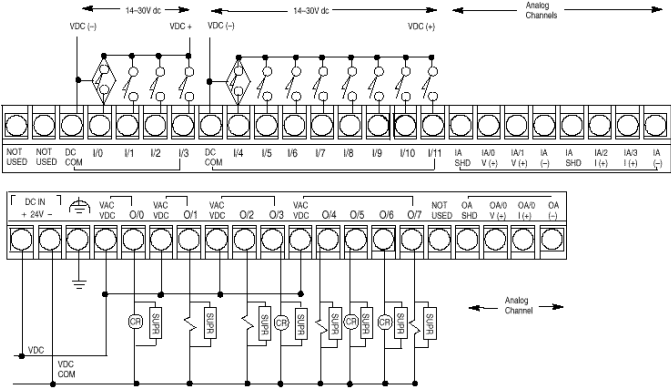 14–30V dc
14–30V dc
Analog
Channels
VDC (–)
VDC +
VDC (–)
VDC (+)
NOT
USED
NOT
USED
DC
COM
I/0
I/1
I/2
I/3
DC
COM
I/4
I/5
I/6
I/7
I/8
I/9
I/10
I/11
IA
SHD
IA/0
V (+)
IA/1
V (+)
IA
(–)
IA
SHD
IA/2
I (+)
IA/3
I (+)
IA
(–)
DC IN
+ 24V –
VAC
VDC
O/0
VAC
VDC
O/1
VAC
VDC
O/2
O/3
VAC
VDC
O/4
O/5
O/6
O/7
NOT
USED
OA
SHD
OA/0
V (+)
OA/0
I (+)
OA
(–)
CR
SUPR
SUPR
SUPR
CR
SUPR
SUPR
CR
SUPR
CR
SUPR
SUPR
Analog
Channel
VDC
VDC
COM